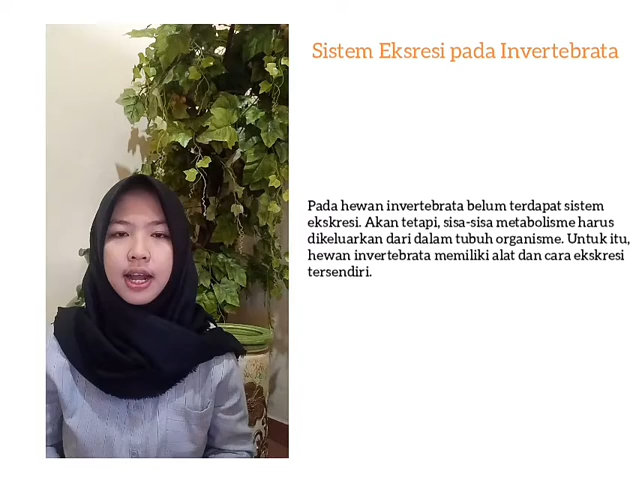 Sistem Eksresi pada Invertebrata
Pada hewan invertebrata belum terdapat sistem
ekskresi. Akan tetapi, sisa-sisa metabolisme harus
dikeluarkan dari dalam tubuh organisme. Untuk itu,
hewan invertebrata memiliki alat dan cara ekskresi
tersendiri.